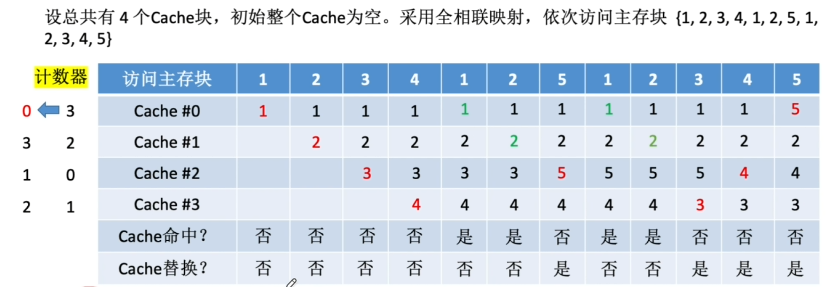 设总共有 4 个Cache块，初始整个Cache为空。采用全相联映射，依次访问主存块 {1, 2, 3, 4, 1, 2, 5, 1,
2, 3, 4, 5}
计数器 访问主存块 1 2 3 4 1 2 5 1 2 3 4 5
0 3 Cache #0 1 1 1 1 1 1 1 1 1 1 1 5
3 2 Cache #1 2 2 2 2 2 2 2 2 2 2 2
1 0 Cache #2 3 3 3 3 5 5 5 5 4 4
2 1 Cache #3 4 4 4 4 4 4 3 3 3
Cache命中？ 否 否 否 否 是 是 否 是 是 否 否 否
Cache替换？ 否 否 否 否 否 否 是 否 否 是 是 是